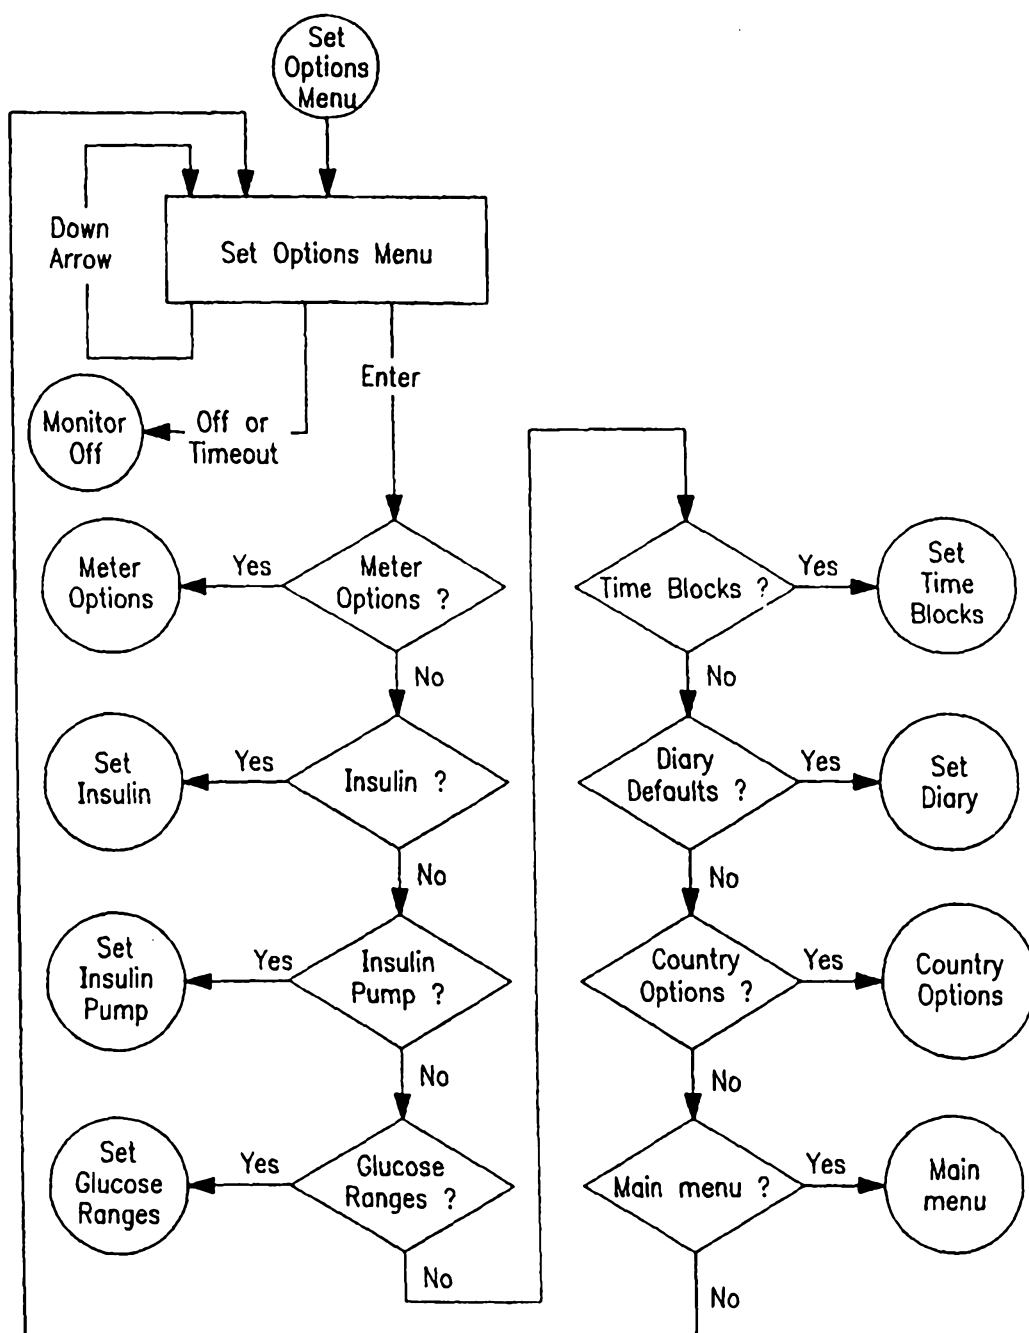 Set
Options
Menu
Down
Arrow
Set Options Menu
Enter
Monitor
Off
Off or
Timeout
Meter
Options
Yes
Meter
Options ?
No
Set
Insulin
Yes
Insulin ?
No
Set
Insulin
Pump
Yes
Insulin
Pump ?
No
Set
Glucose
Ranges
Yes
Glucose
Ranges ?
No
Time Blocks ?
Yes
Set
Time
Blocks
No
Diary
Defaults ?
Yes
Set
Diary
No
Country
Options ?
Yes
Country
Options
No
Main menu ?
Yes
Main
menu
No